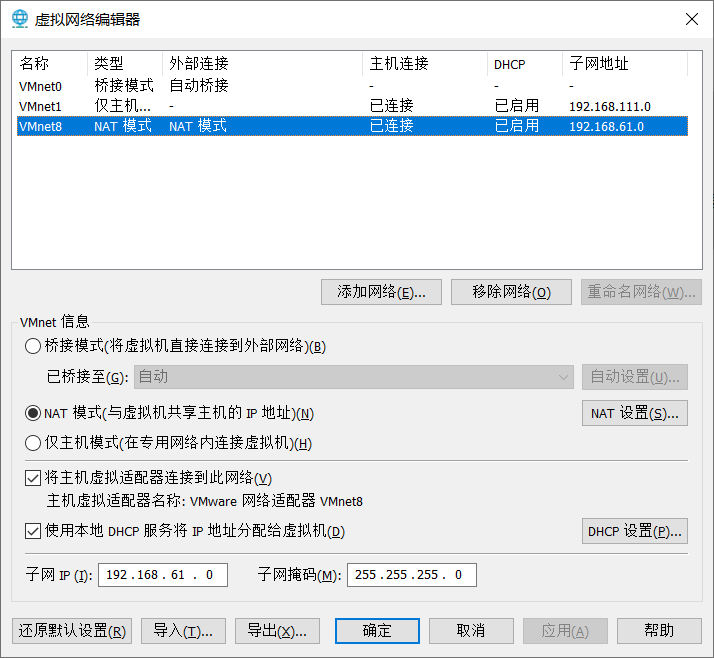 虚拟网络编辑器
名称 类型 外部连接 主机连接 DHCP 子网地址
VMnet0 桥接模式 自动桥接 - - -
VMnet1 仅主机... - 已连接 已启用 192.168.111.0
VMnet8 NAT 模式 NAT 模式 已连接 已启用 192.168.61.0
添加网络(E)... 移除网络(O) 重命名网络(W)...
VMnet 信息
桥接模式(将虚拟机直接连接到外部网络)(B)
已桥接至(G): 自动 自动设置(U)...
NAT 模式(与虚拟机共享主机的 IP 地址)(N) NAT 设置(S)...
仅主机模式(在专用网络内连接虚拟机)(H)
将主机虚拟适配器连接到此网络(V)
主机虚拟适配器名称: VMware 网络适配器 VMnet8
使用本地 DHCP 服务将 IP 地址分配给虚拟机(D) DHCP 设置(P)...
子网 IP (I): 192.168. 61 . 0 子网掩码(M): 255.255.255. 0
还原默认设置(R) 导入(T)... 导出(X)... 确定 取消 应用(A) 帮助